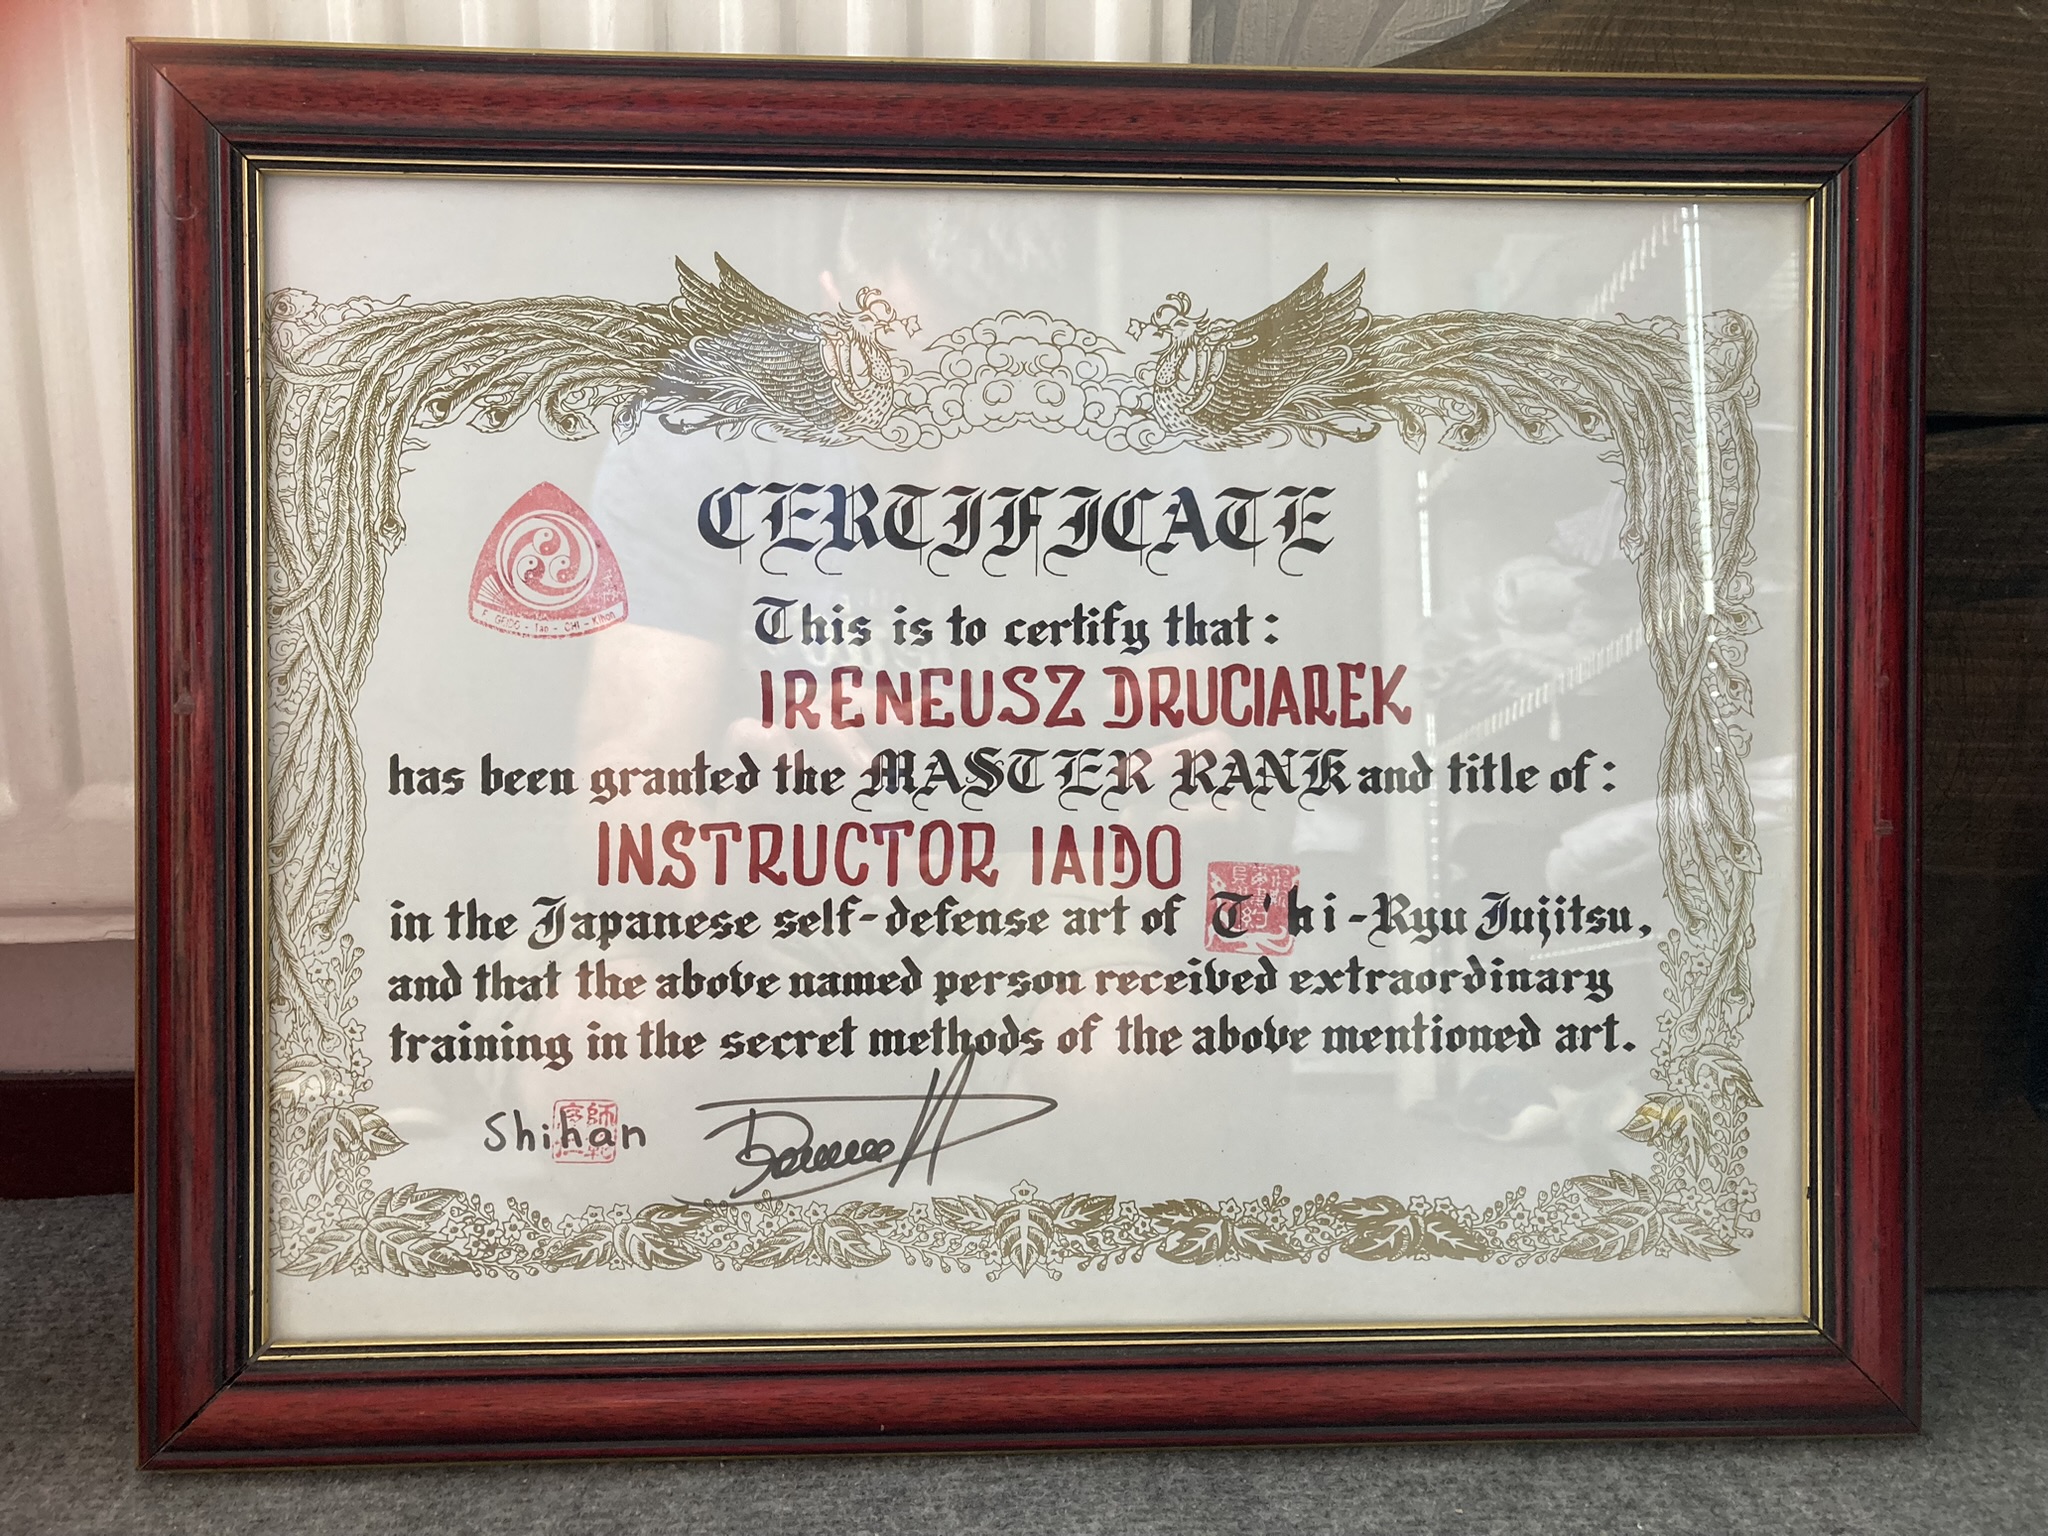 CERTIFICATE
This is to certify that:
IRENEUSZ DRUCIAREK
has been granted the MASTER RANK and title of:
INSTRUCTOR IAIDO
in the Japanese self-defense art of T'hi-Ryu Jujitsu,
and that the above named person received extraordinary
training in the secret methods of the above mentioned art.
Shihan